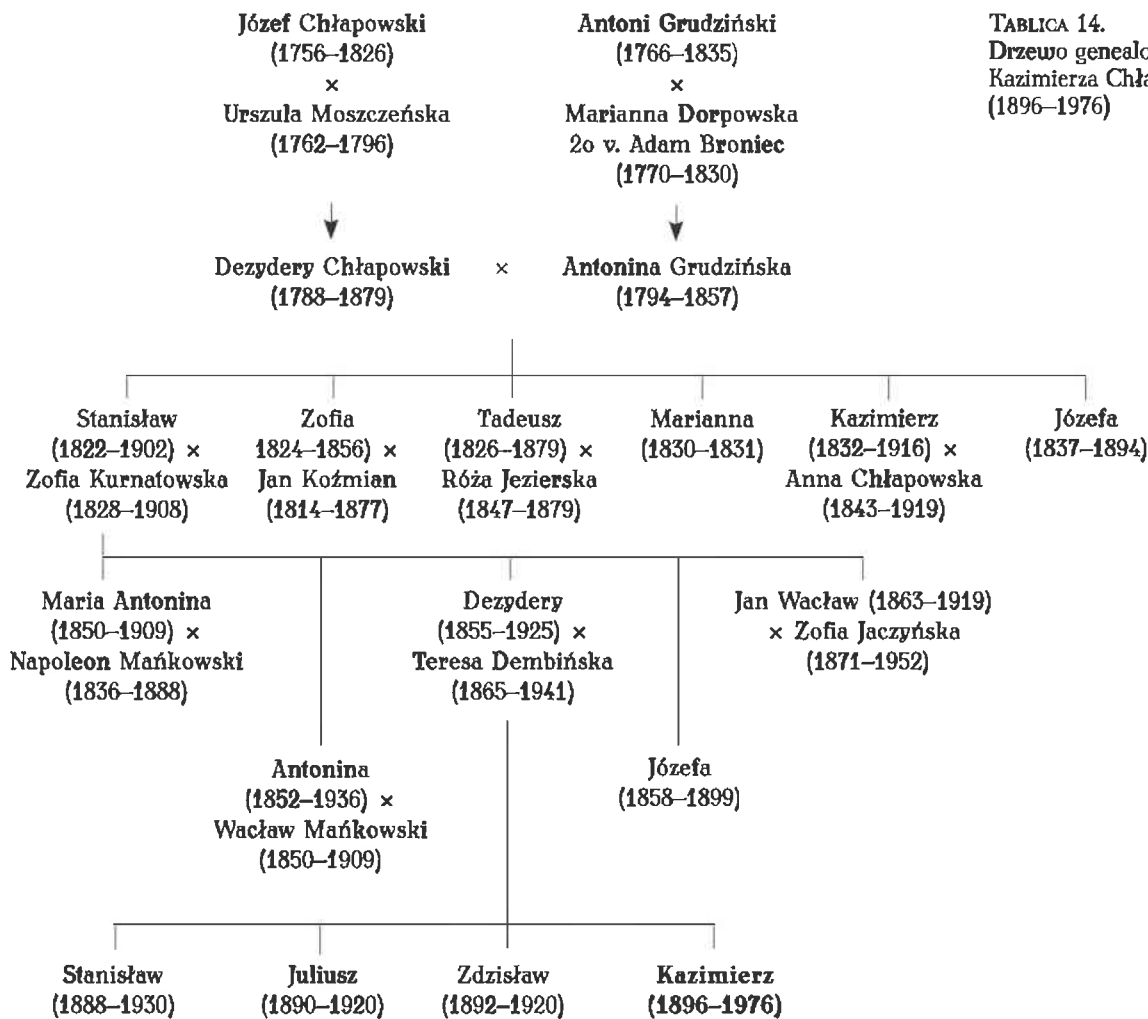 Józef Chłapowski
(1756–1826)
×
Urszula Moszczeńska
(1762–1796)
Antoni Grudziński
(1766–1835)
×
Marianna Dorpowska
2o v. Adam Broniec
(1770–1830)
TABLICA 14.
Drzewo genealo
Kazimierza Chła
(1896–1976)
Dezydery Chłapowski
(1788–1879)
×
Antonina Grudzińska
(1794–1857)
Stanisław
(1822–1902) ×
Zofia Kurnatowska
(1828–1908)
Zofia
1824–1856) ×
Jan Koźmian
(1814–1877)
Tadeusz
(1826–1879) ×
Róża Jezierska
(1847–1879)
Marianna
(1830–1831)
Kazimierz
(1832–1916) ×
Anna Chłapowska
(1843–1919)
Józefa
(1837–1894)
Maria Antonina
(1850–1909) ×
Napoleon Mańkowski
(1836–1888)
Dezydery
(1855–1925) ×
Teresa Dembińska
(1865–1941)
Jan Wacław (1863–1919)
× Zofia Jaczyńska
(1871–1952)
Antonina
(1852–1936) ×
Wacław Mańkowski
(1850–1909)
Józefa
(1858–1899)
Stanisław
(1888–1930)
Juliusz
(1890–1920)
Zdzisław
(1892–1920)
Kazimierz
(1896–1976)